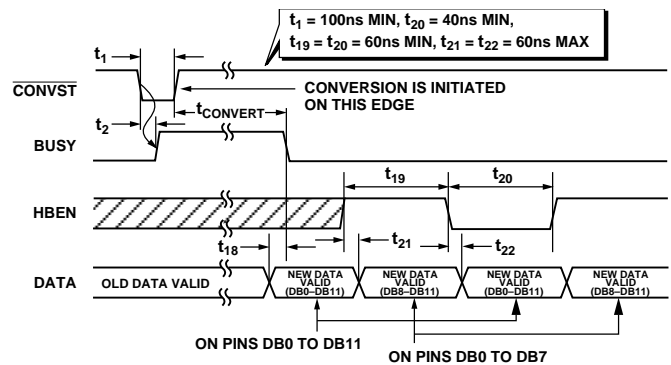 t1 = 100ns MIN, t20 = 40ns MIN,
t19 = t20 = 60ns MIN, t21 = t22 = 60ns MAX
t1
CONVST
CONVERSION IS INITIATED
ON THIS EDGE
t2
tCONVERT
BUSY
t19
t20
HBEN
t18
t21
t22
DATA
OLD DATA VALID
NEW DATA
VALID
(DB0–DB11)
NEW DATA
VALID
(DB8–DB11)
NEW DATA
VALID
(DB0–DB11)
NEW DATA
VALID
(DB8–DB11)
ON PINS DB0 TO DB11
ON PINS DB0 TO DB7